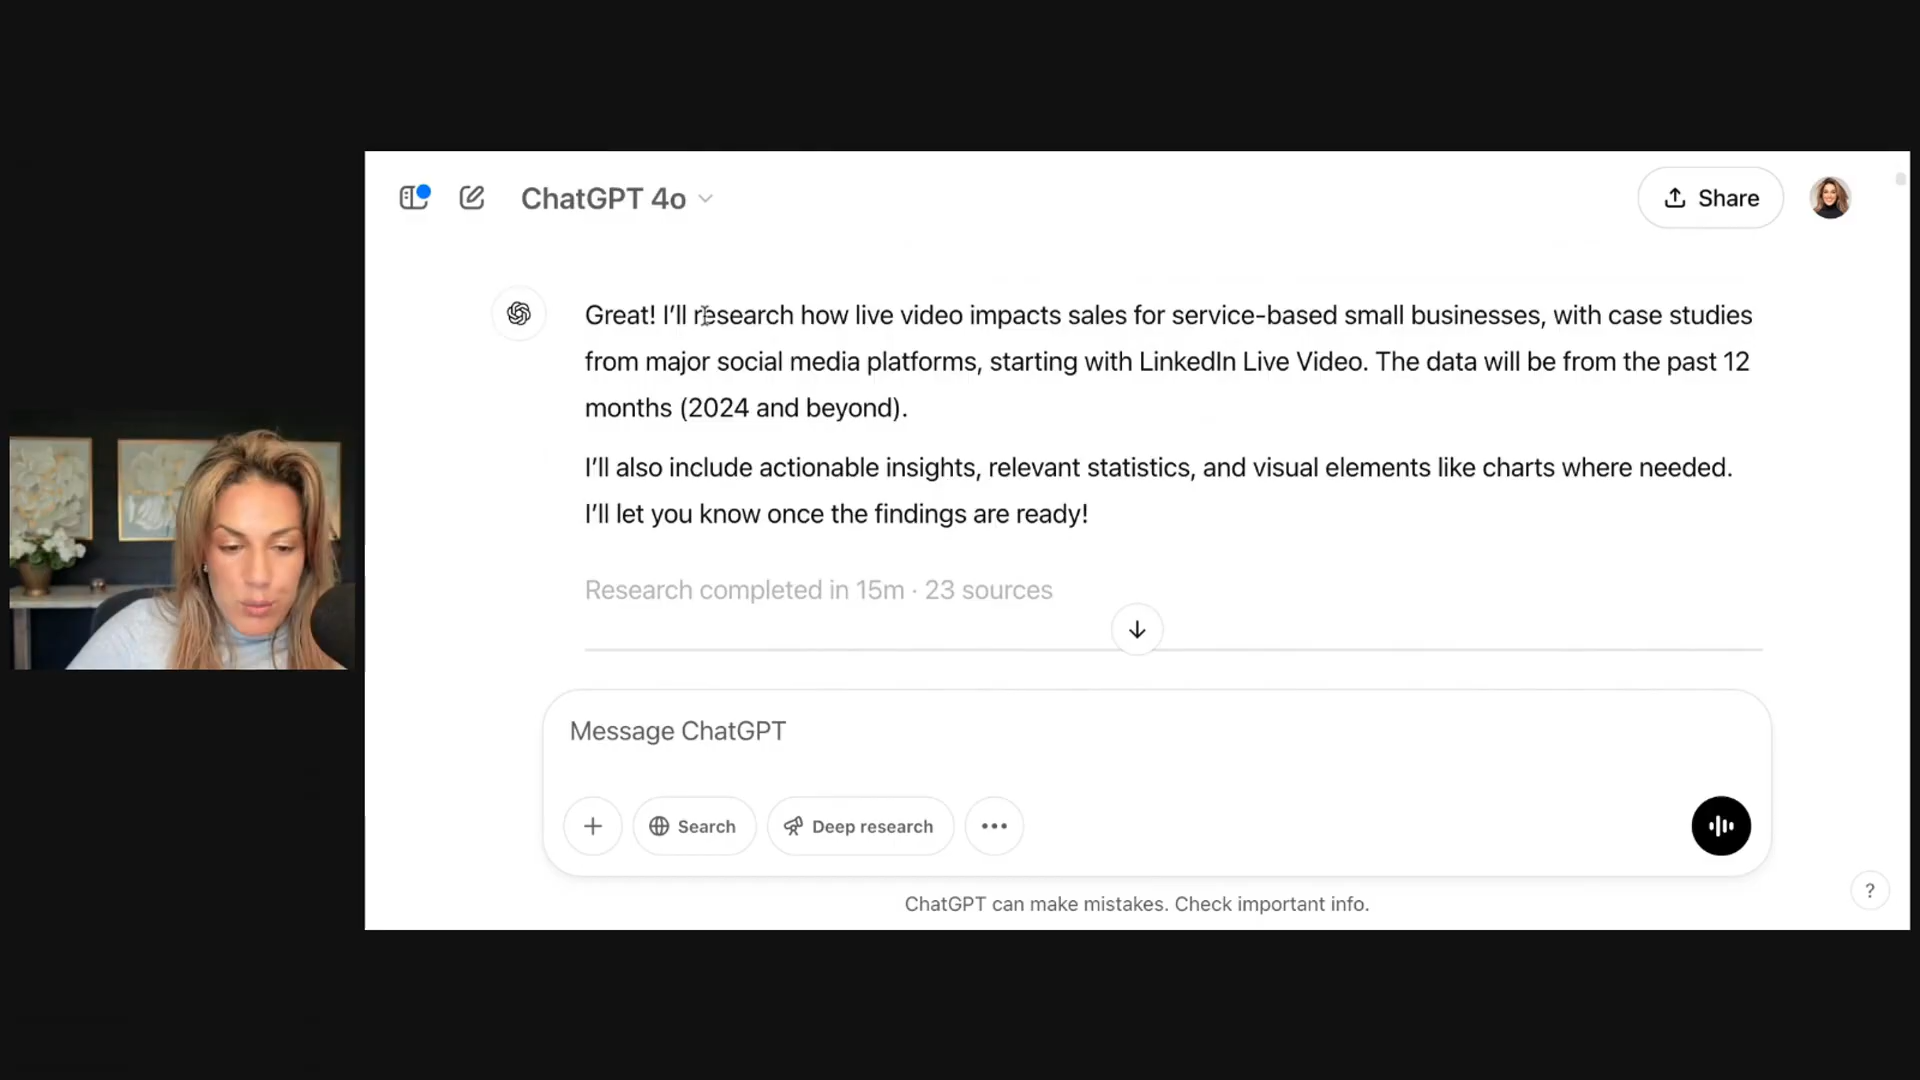 ChatGPT 4o
Share
Great! I’ll research how live video impacts sales for service-based small businesses, with case studies
from major social media platforms, starting with LinkedIn Live Video. The data will be from the past 12
months (2024 and beyond).
I’ll also include actionable insights, relevant statistics, and visual elements like charts where needed.
I’ll let you know once the findings are ready!
Research completed in 15m · 23 sources
Message ChatGPT
Search
Deep research
ChatGPT can make mistakes. Check important info.
?